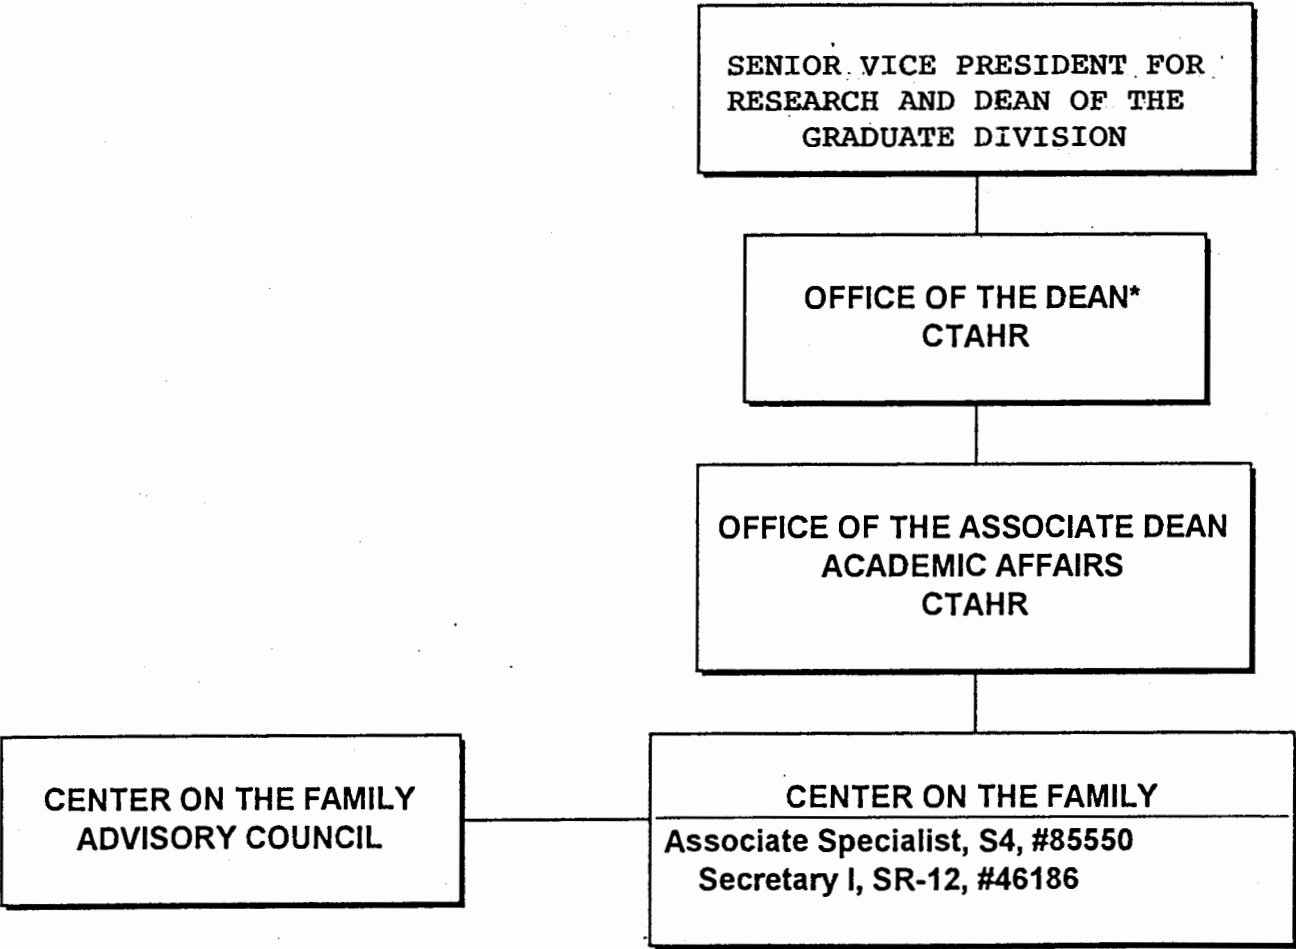 SENIOR VICE PRESIDENT FOR
RESEARCH AND DEAN OF THE
GRADUATE DIVISION
OFFICE OF THE DEAN*
CTAHR
OFFICE OF THE ASSOCIATE DEAN
ACADEMIC AFFAIRS
CTAHR
CENTER ON THE FAMILY
ADVISORY COUNCIL
CENTER ON THE FAMILY
Associate Specialist, S4, #85550
Secretary I, SR-12, #46186